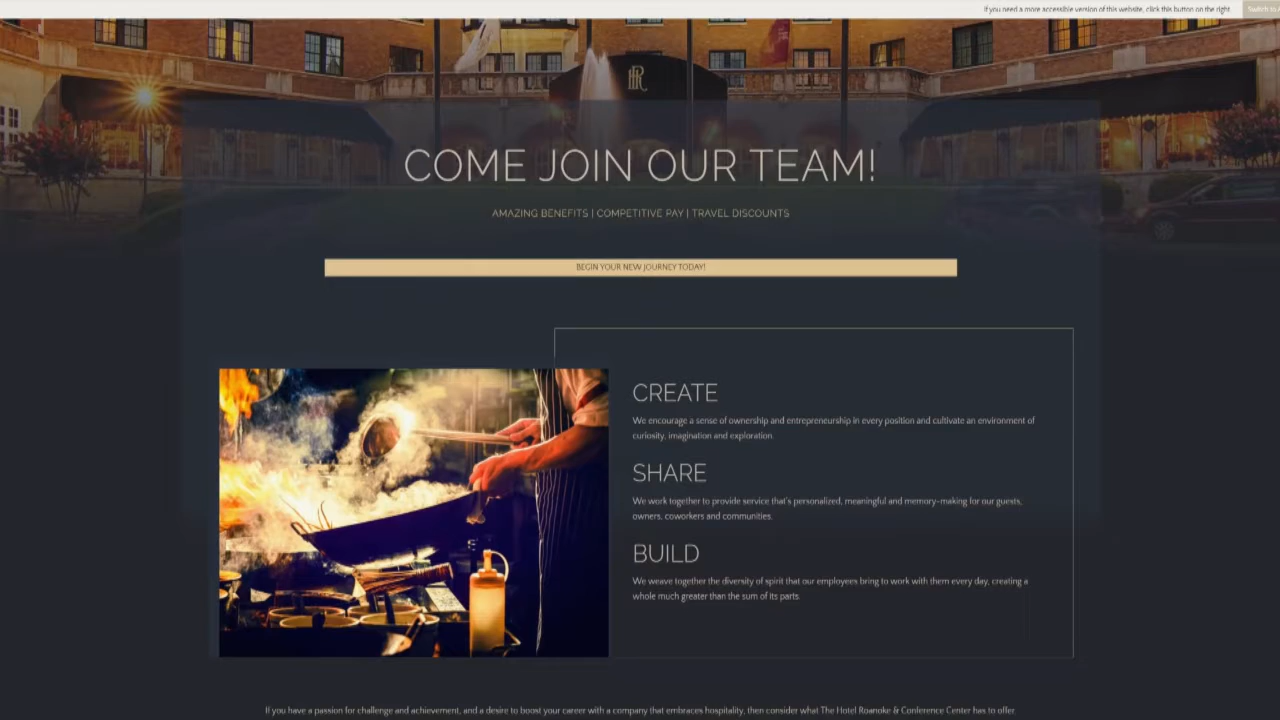 If you need a more accessible version of this website, click this button on the right.
Switch to
HR
COME JOIN OUR TEAM!
AMAZING BENEFITS | COMPETITIVE PAY | TRAVEL DISCOUNTS
BEGIN YOUR NEW JOURNEY TODAY!
CREATE
We encourage a sense of ownership and entrepreneurship in every position and cultivate an environment of
curiosity, imagination and exploration.
SHARE
We work together to provide service that's personalized, meaningful and memory-making for our guests,
owners, coworkers and communities.
BUILD
We weave together the diversity of spirit that our employees bring to work with them every day, creating a
whole much greater than the sum of its parts.
If you have a passion for challenge and achievement, and a desire to boost your career with a company that embraces hospitality, then consider what The Hotel Roanoke & Conference Center has to offer.